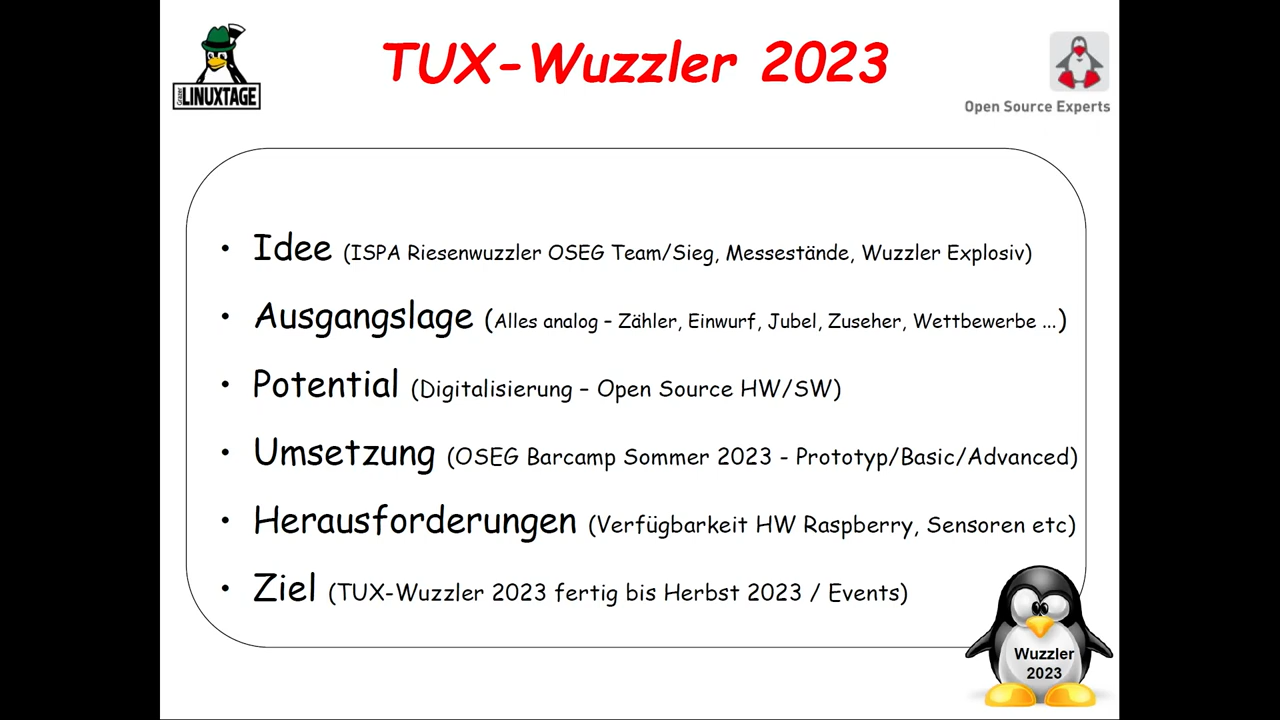 TUX-Wuzzler 2023
Grazer
LINUXTAGE
Open Source Experts
• Idee (ISPA Riesenwuzzler OSEG Team/Sieg, Messestände, Wuzzler Explosiv)
• Ausgangslage (Alles analog – Zähler, Einwurf, Jubel, Zuseher, Wettbewerbe ...)
• Potential (Digitalisierung – Open Source HW/SW)
• Umsetzung (OSEG Barcamp Sommer 2023 - Prototyp/Basic/Advanced)
• Herausforderungen (Verfügbarkeit HW Raspberry, Sensoren etc)
• Ziel (TUX-Wuzzler 2023 fertig bis Herbst 2023 / Events)
Wuzzler
2023